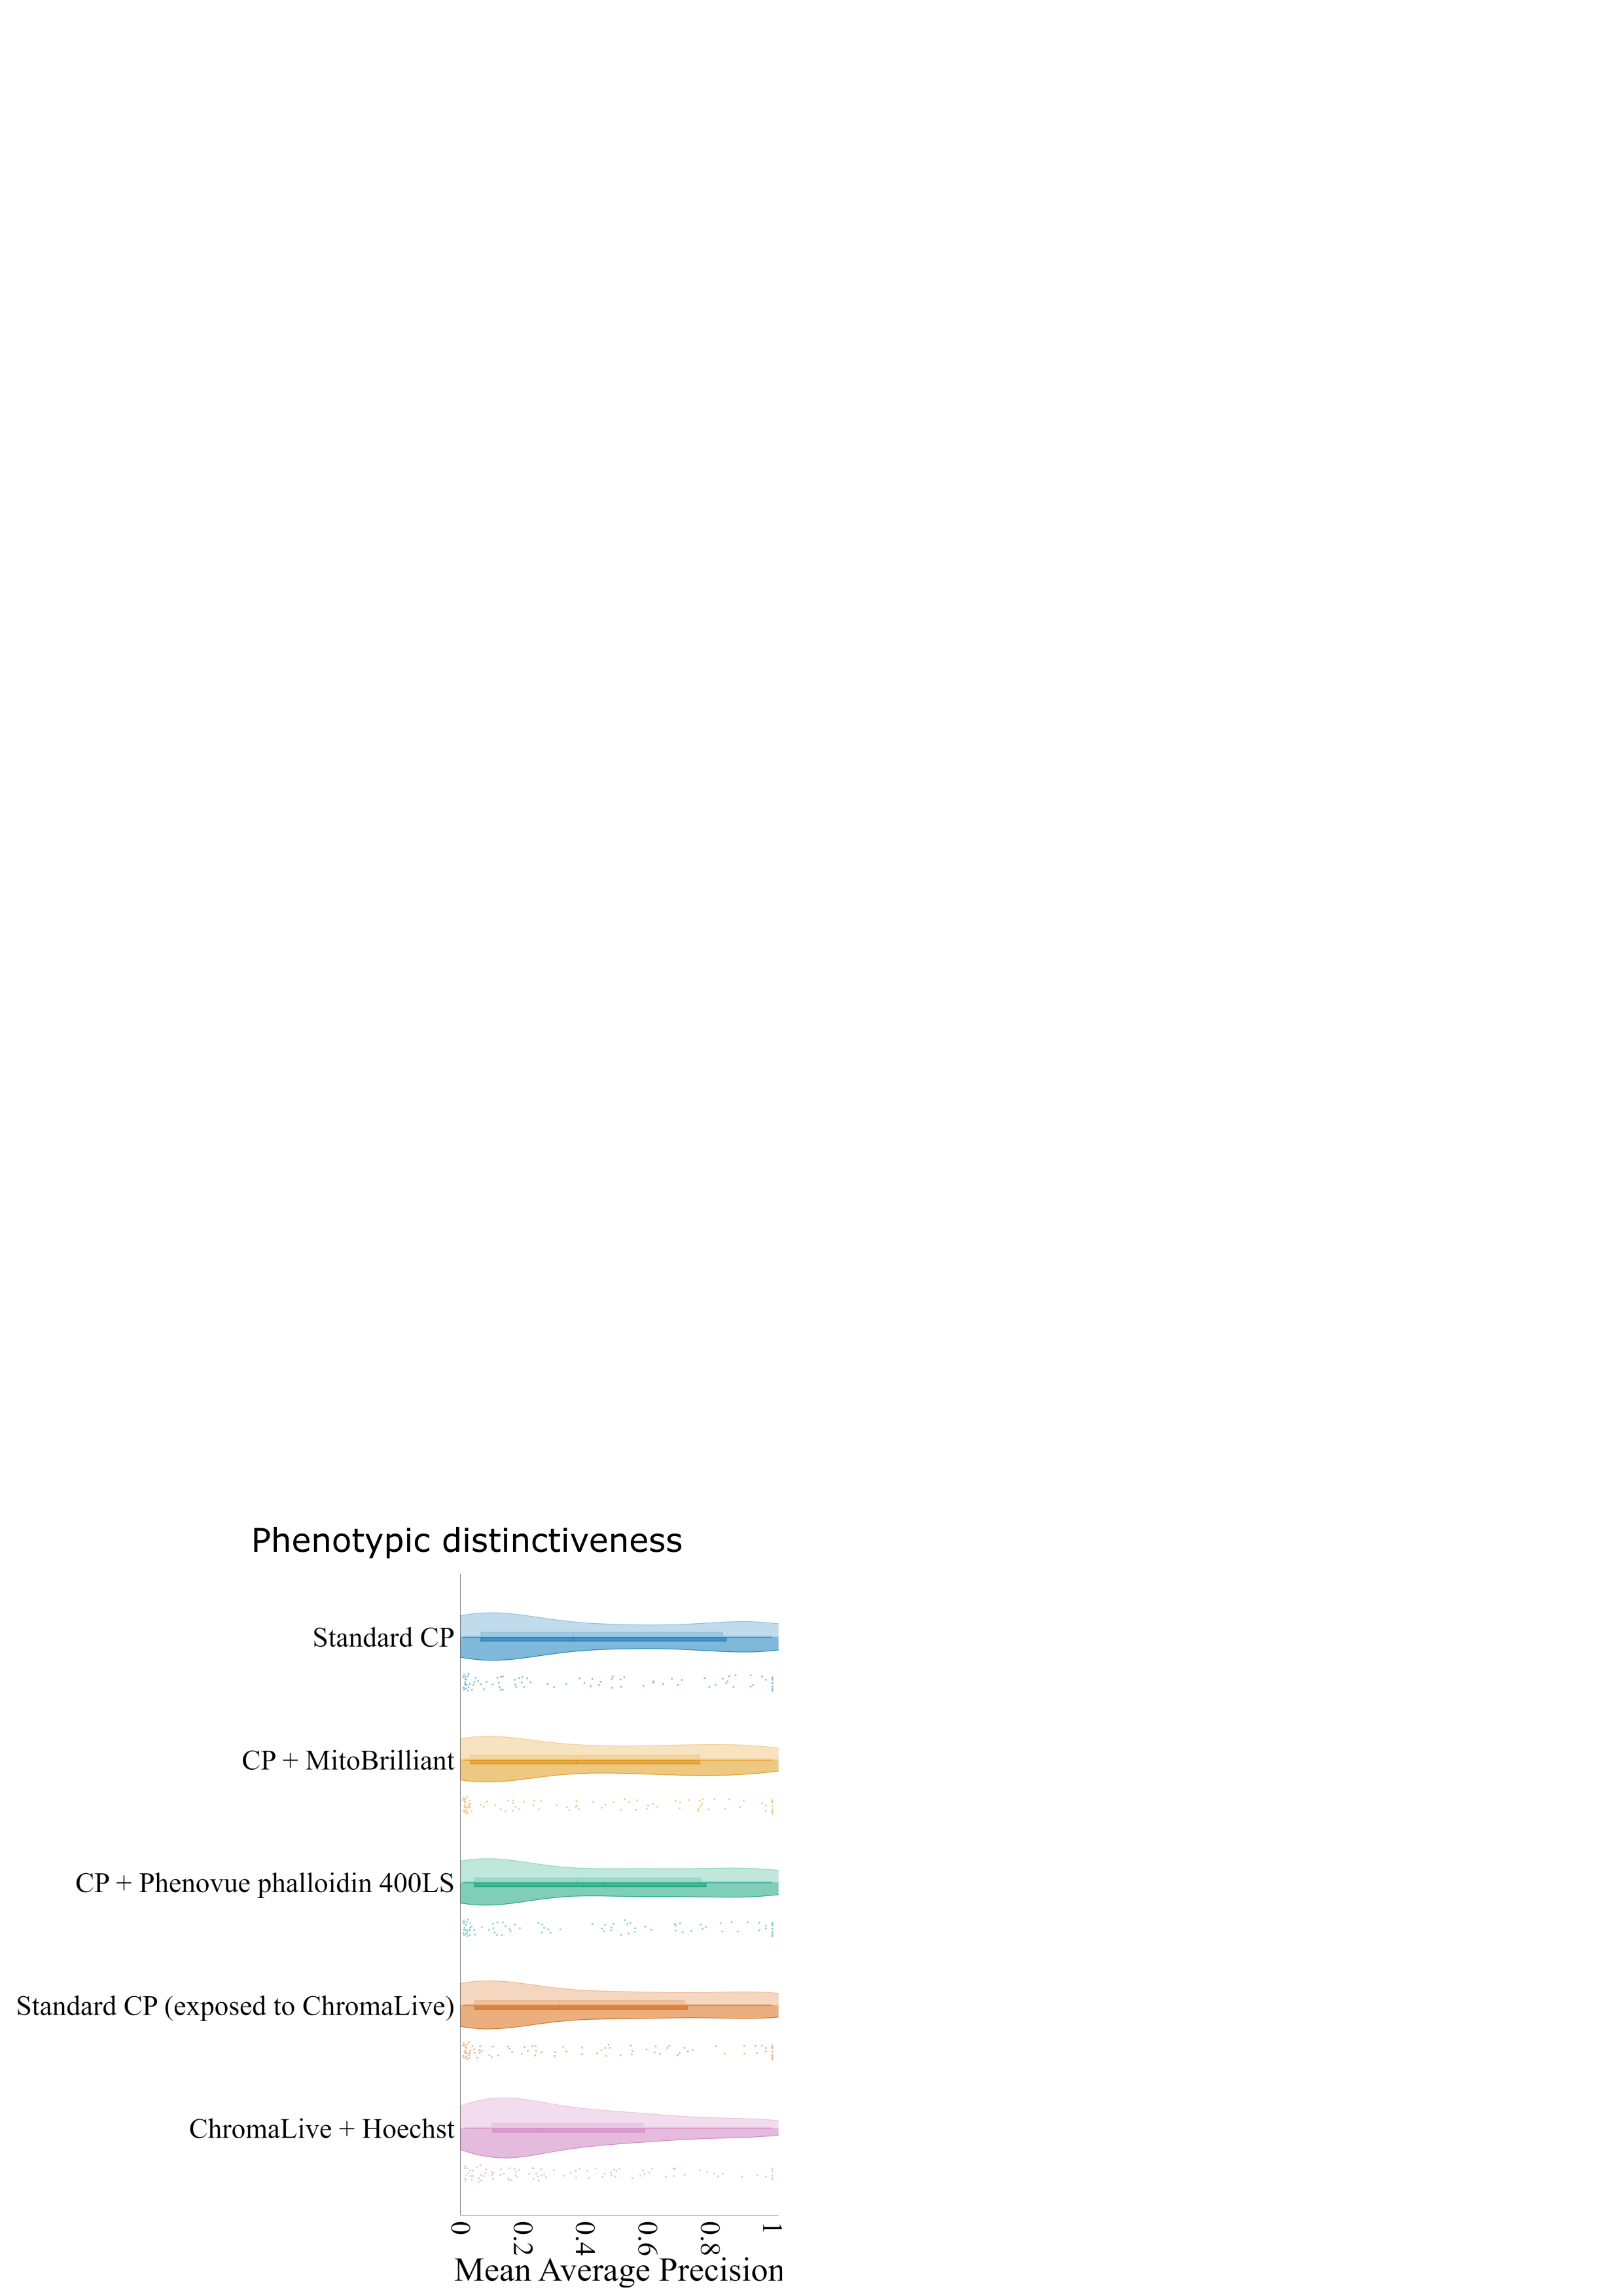 Phenotypic distinctiveness
Standard CP
CP + MitoBrilliant
CP + Phenovue phalloidin 400LS
Standard CP (exposed to ChromaLive)
ChromaLive + Hoechst
0 0.2 0.4 0.6 0.8 1
Mean Average Precision